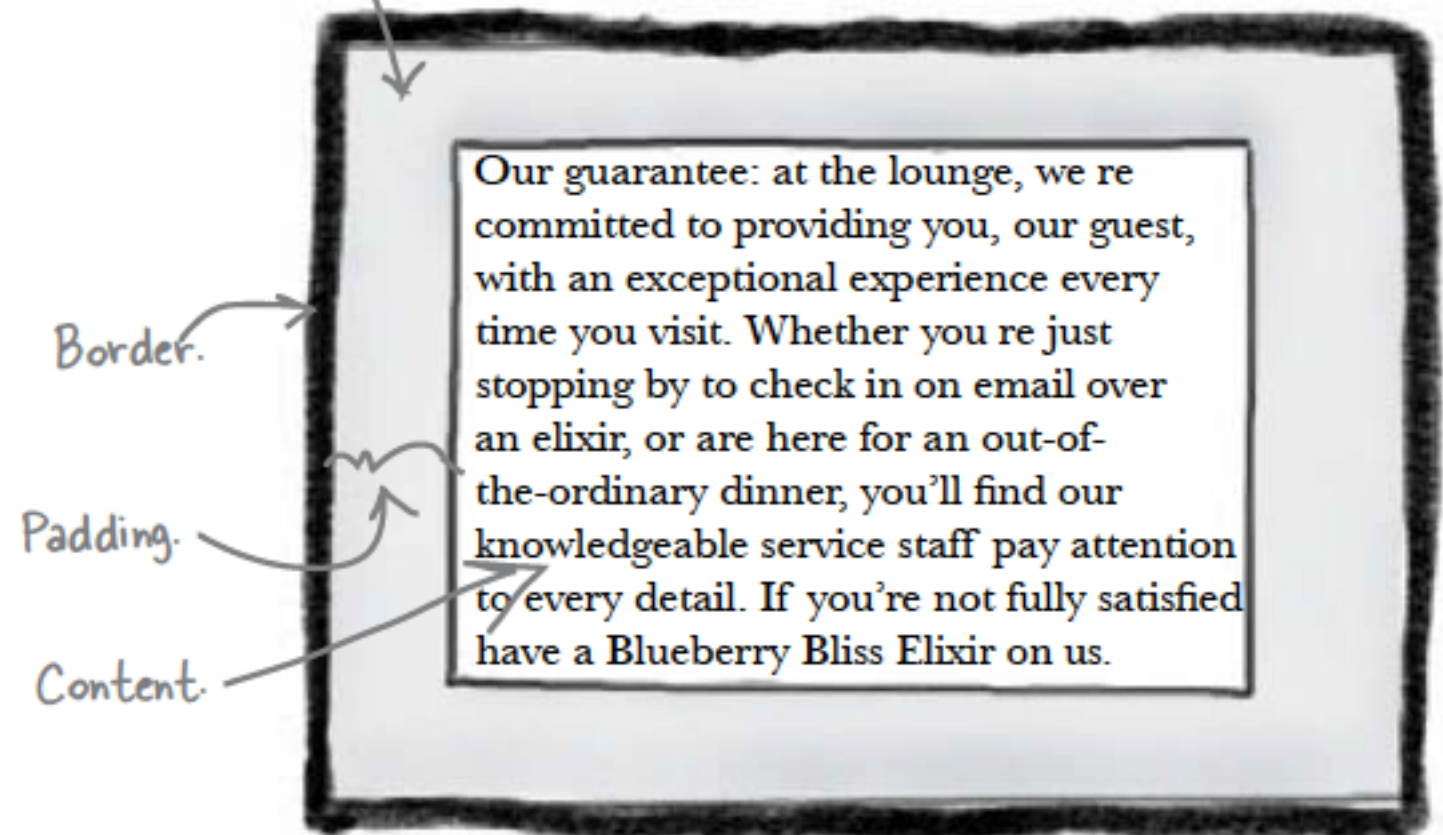 Our guarantee: at the lounge, we re
committed to providing you, our guest,
with an exceptional experience every
time you visit. Whether you re just
stopping by to check in on email over
an elixir, or are here for an out-of-
the-ordinary dinner, you’ll find our
knowledgeable service staff pay attention
to every detail. If you’re not fully satisfied
have a Blueberry Bliss Elixir on us.
Border.
Padding.
Content.